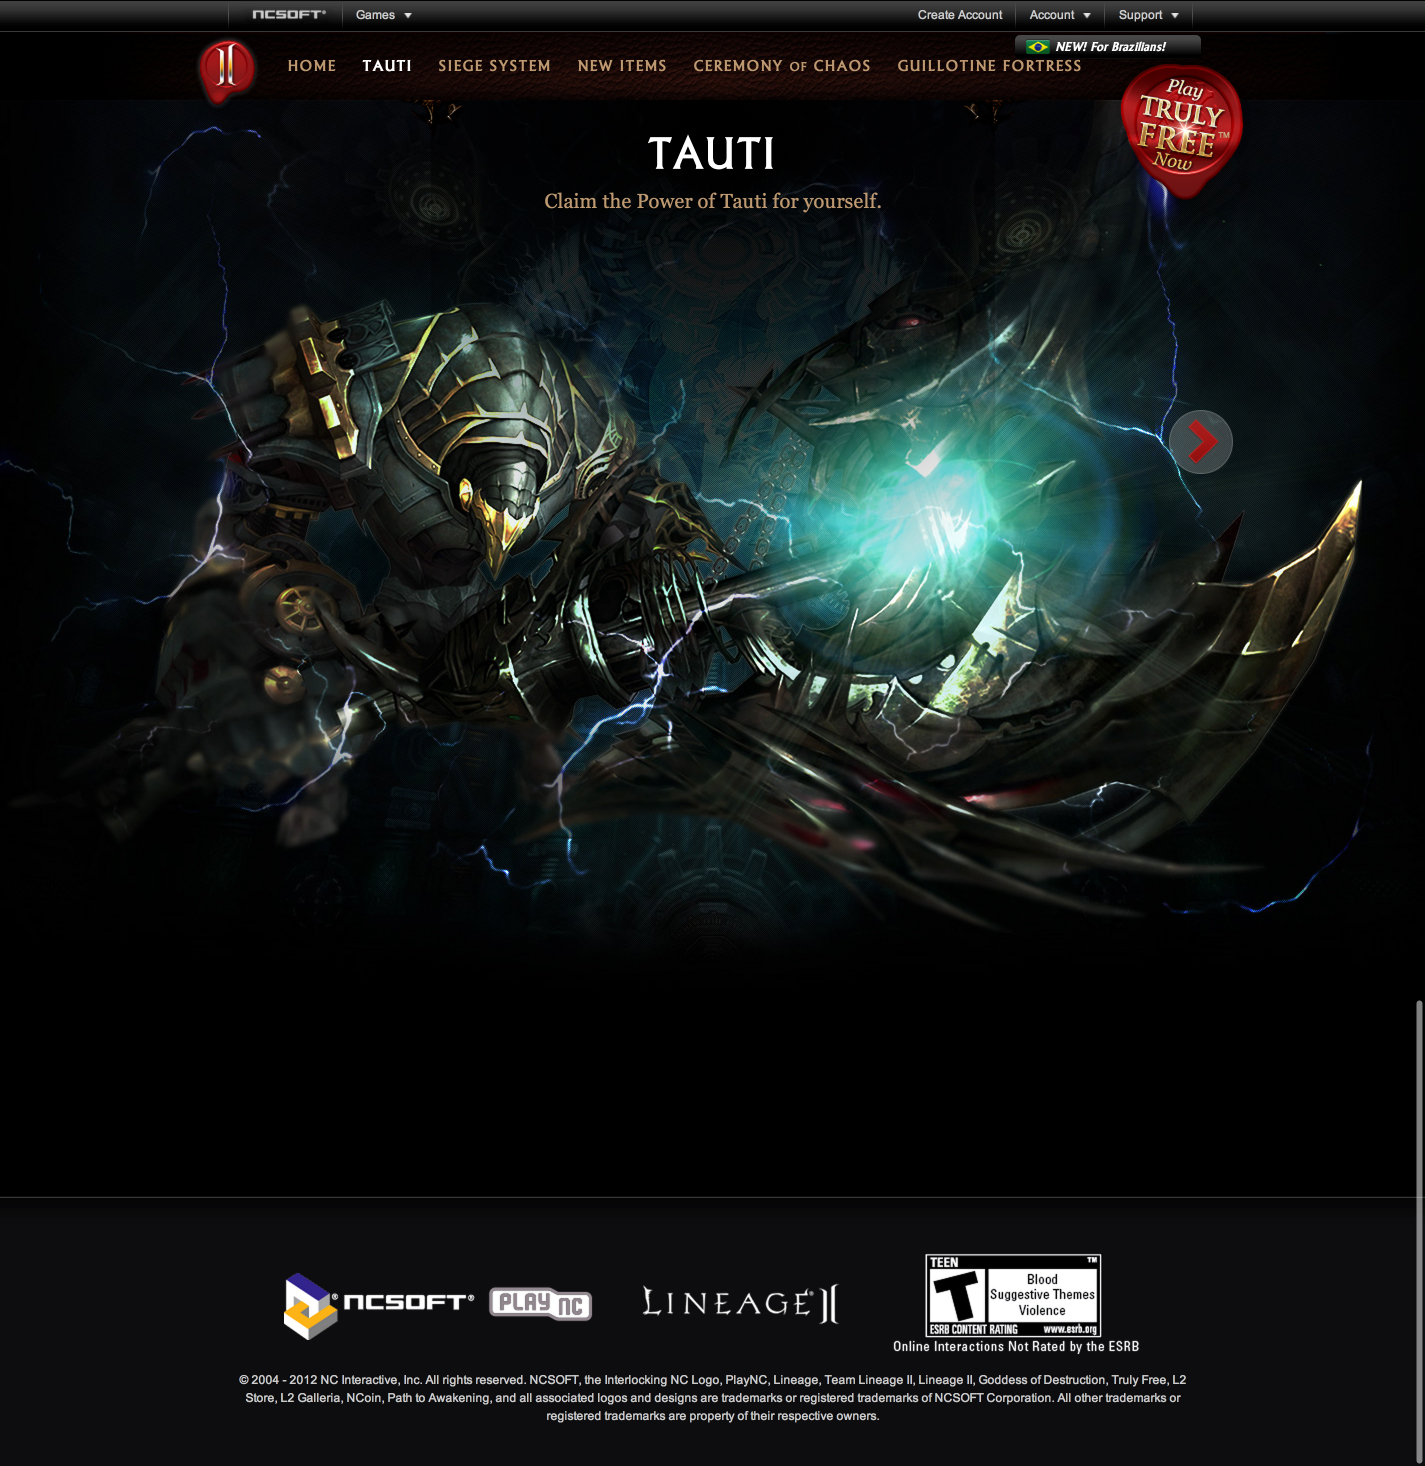 NCSOFT®
Games
Create Account
Account
Support
NEW! For Brazilians!
II
HOME
TAUTI
SIEGE SYSTEM
NEW ITEMS
CEREMONY OF CHAOS
GUILLOTINE FORTRESS
Play
TRULY
FREE™
Now
TAUTI
Claim the Power of Tauti for yourself.
® NCSOFT®
PLAY NC
LINEAGE® II
TEEN ™
T
Blood
Suggestive Themes
Violence
ESRB CONTENT RATING www.esrb.org
Online Interactions Not Rated by the ESRB
© 2004 - 2012 NC Interactive, Inc. All rights reserved. NCSOFT, the Interlocking NC Logo, PlayNC, Lineage, Team Lineage II, Lineage II, Goddess of Destruction, Truly Free, L2
Store, L2 Galleria, NCoin, Path to Awakening, and all associated logos and designs are trademarks or registered trademarks of NCSOFT Corporation. All other trademarks or
registered trademarks are property of their respective owners.